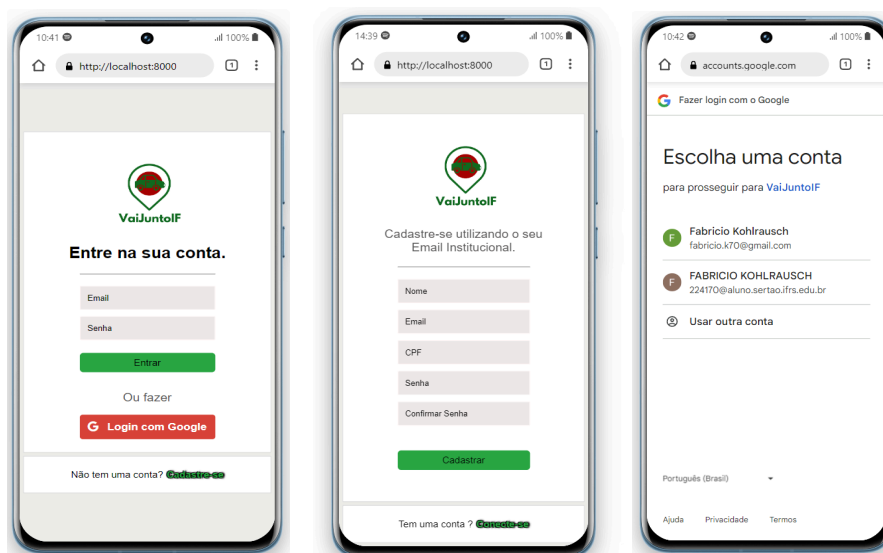 10:41
100%
http://localhost:8000
1
VaiJuntoIF
Entre na sua conta.
Email
Senha
Entrar
Ou fazer
G Login com Google
Não tem uma conta? Cadastre-se
14:39
100%
http://localhost:8000
1
VaiJuntoIF
Cadastre-se utilizando o seu
Email Institucional.
Nome
Email
CPF
Senha
Confirmar Senha
Cadastrar
Tem uma conta ? Conecte-se
10:42
100%
accounts.google.com
1
G Fazer login com o Google
Escolha uma conta
para prosseguir para VaiJuntoIF
F Fabricio Kohlrausch
fabricio.k70@gmail.com
F FABRICIO KOHLRAUSCH
224170@aluno.sertao.ifrs.edu.br
Usar outra conta
Português (Brasil)
Ajuda Privacidade Termos